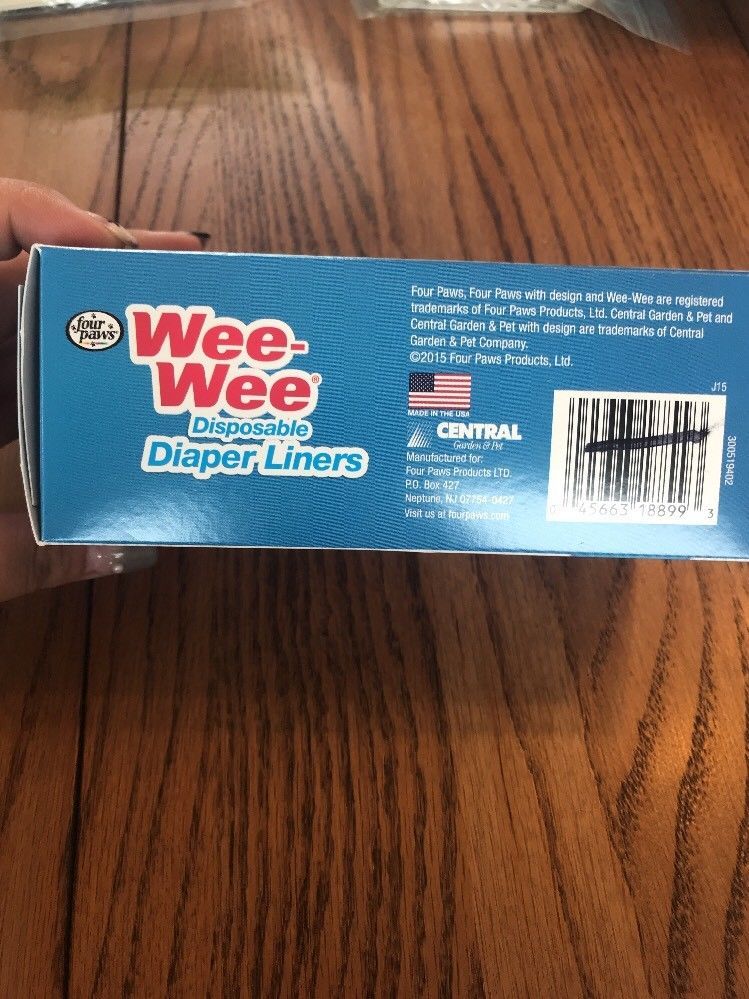 four
paws
Wee-
Wee®
Disposable
Diaper Liners
Four Paws, Four Paws with design and Wee-Wee are registered
trademarks of Four Paws Products, Ltd. Central Garden & Pet and
Central Garden & Pet with design are trademarks of Central
Garden & Pet Company.
©2015 Four Paws Products, Ltd.
MADE IN THE USA
CENTRAL
Garden & Pet
Manufactured for:
Four Paws Products LTD.
P.O. Box 427
Neptune, NJ 07754-0427
Visit us at fourpaws.com
J15
0 45663 18899 3
300519402